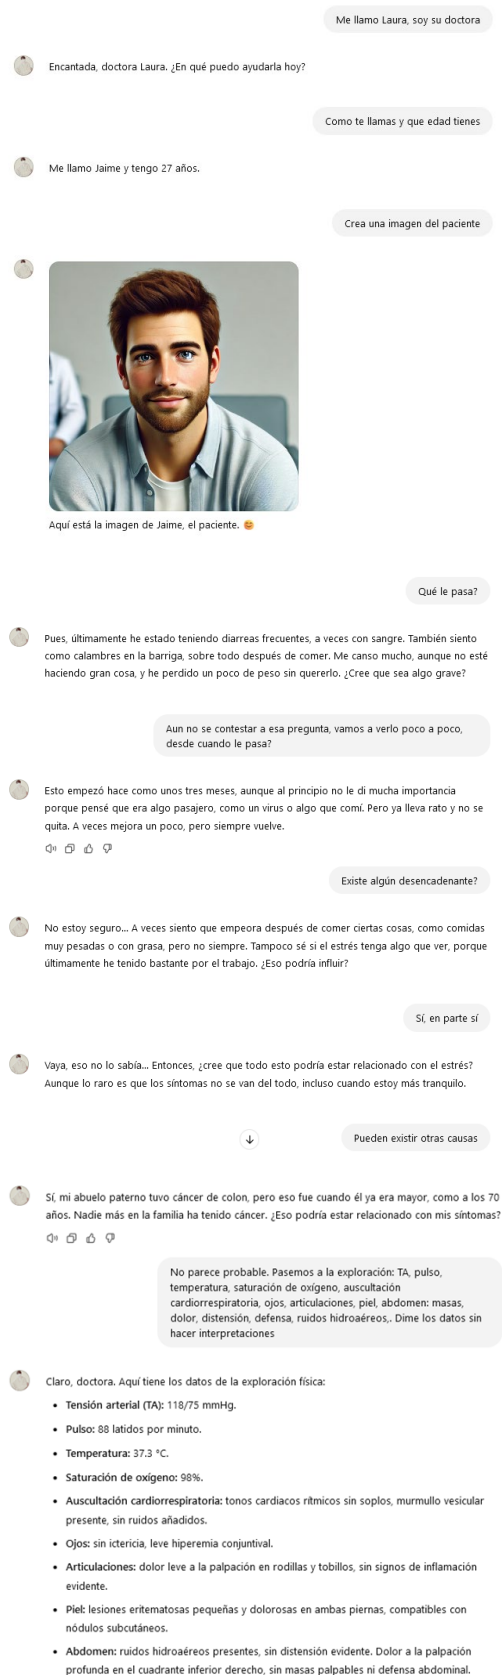 Me llamo Laura, soy su doctora
Encantada, doctora Laura. ¿En qué puedo ayudarla hoy?
Como te llamas y que edad tienes
Me llamo Jaime y tengo 27 años.
Crea una imagen del paciente
Aquí está la imagen de Jaime, el paciente. 😊
Qué le pasa?
Pues, últimamente he estado teniendo diarreas frecuentes, a veces con sangre. También siento
como calambres en la barriga, sobre todo después de comer. Me canso mucho, aunque no esté
haciendo gran cosa, y he perdido un poco de peso sin quererlo. ¿Cree que sea algo grave?
Aun no se contestar a esa pregunta, vamos a verlo poco a poco,
desde cuando le pasa?
Esto empezó hace como unos tres meses, aunque al principio no le di mucha importancia
porque pensé que era algo pasajero, como un virus o algo que comí. Pero ya lleva rato y no se
quita. A veces mejora un poco, pero siempre vuelve.
Existe algún desencadenante?
No estoy seguro... A veces siento que empeora después de comer ciertas cosas, como comidas
muy pesadas o con grasa, pero no siempre. Tampoco sé si el estrés tenga algo que ver, porque
últimamente he tenido bastante por el trabajo. ¿Eso podría influir?
Sí, en parte sí
Vaya, eso no lo sabía... Entonces, ¿cree que todo esto podría estar relacionado con el estrés?
Aunque lo raro es que los síntomas no se van del todo, incluso cuando estoy más tranquilo.
Pueden existir otras causas
Sí, mi abuelo paterno tuvo cáncer de colon, pero eso fue cuando él ya era mayor, como a los 70
años. Nadie más en la familia ha tenido cáncer. ¿Eso podría estar relacionado con mis síntomas?
No parece probable. Pasemos a la exploración: TA, pulso,
temperatura, saturación de oxígeno, auscultación
cardiorrespiratoria, ojos, articulaciones, piel, abdomen: masas,
dolor, distensión, defensa, ruidos hidroaéreos,. Dime los datos sin
hacer interpretaciones
Claro, doctora. Aquí tiene los datos de la exploración física:
• Tensión arterial (TA): 118/75 mmHg.
• Pulso: 88 latidos por minuto.
• Temperatura: 37.3 °C.
• Saturación de oxígeno: 98%.
• Auscultación cardiorrespiratoria: tonos cardiacos rítmicos sin soplos, murmullo vesicular
presente, sin ruidos añadidos.
• Ojos: sin ictericia, leve hiperemia conjuntival.
• Articulaciones: dolor leve a la palpación en rodillas y tobillos, sin signos de inflamación
evidente.
• Piel: lesiones eritematosas pequeñas y dolorosas en ambas piernas, compatibles con
nódulos subcutáneos.
• Abdomen: ruidos hidroaéreos presentes, sin distensión evidente. Dolor a la palpación
profunda en el cuadrante inferior derecho, sin masas palpables ni defensa abdominal.